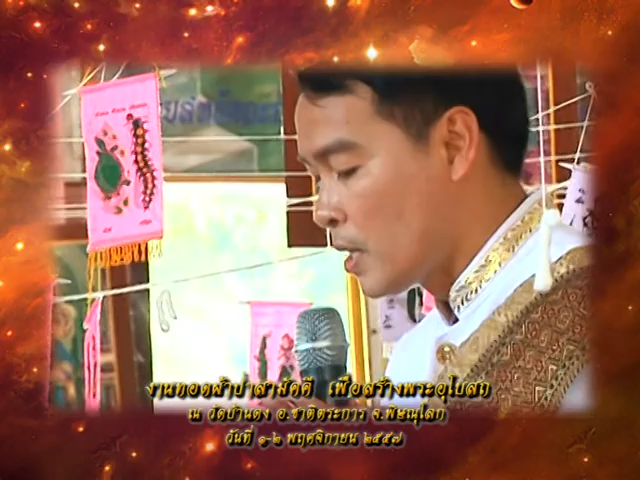 งานทอดผ้าป่าสามัคคี เพื่อสร้างพระอุโบสถ
ณ วัดชานดง อ.ชาติตระการ จ.พิษณุโลก
วันที่ ๑-๒ พฤศจิกายน ๒๕๕๗